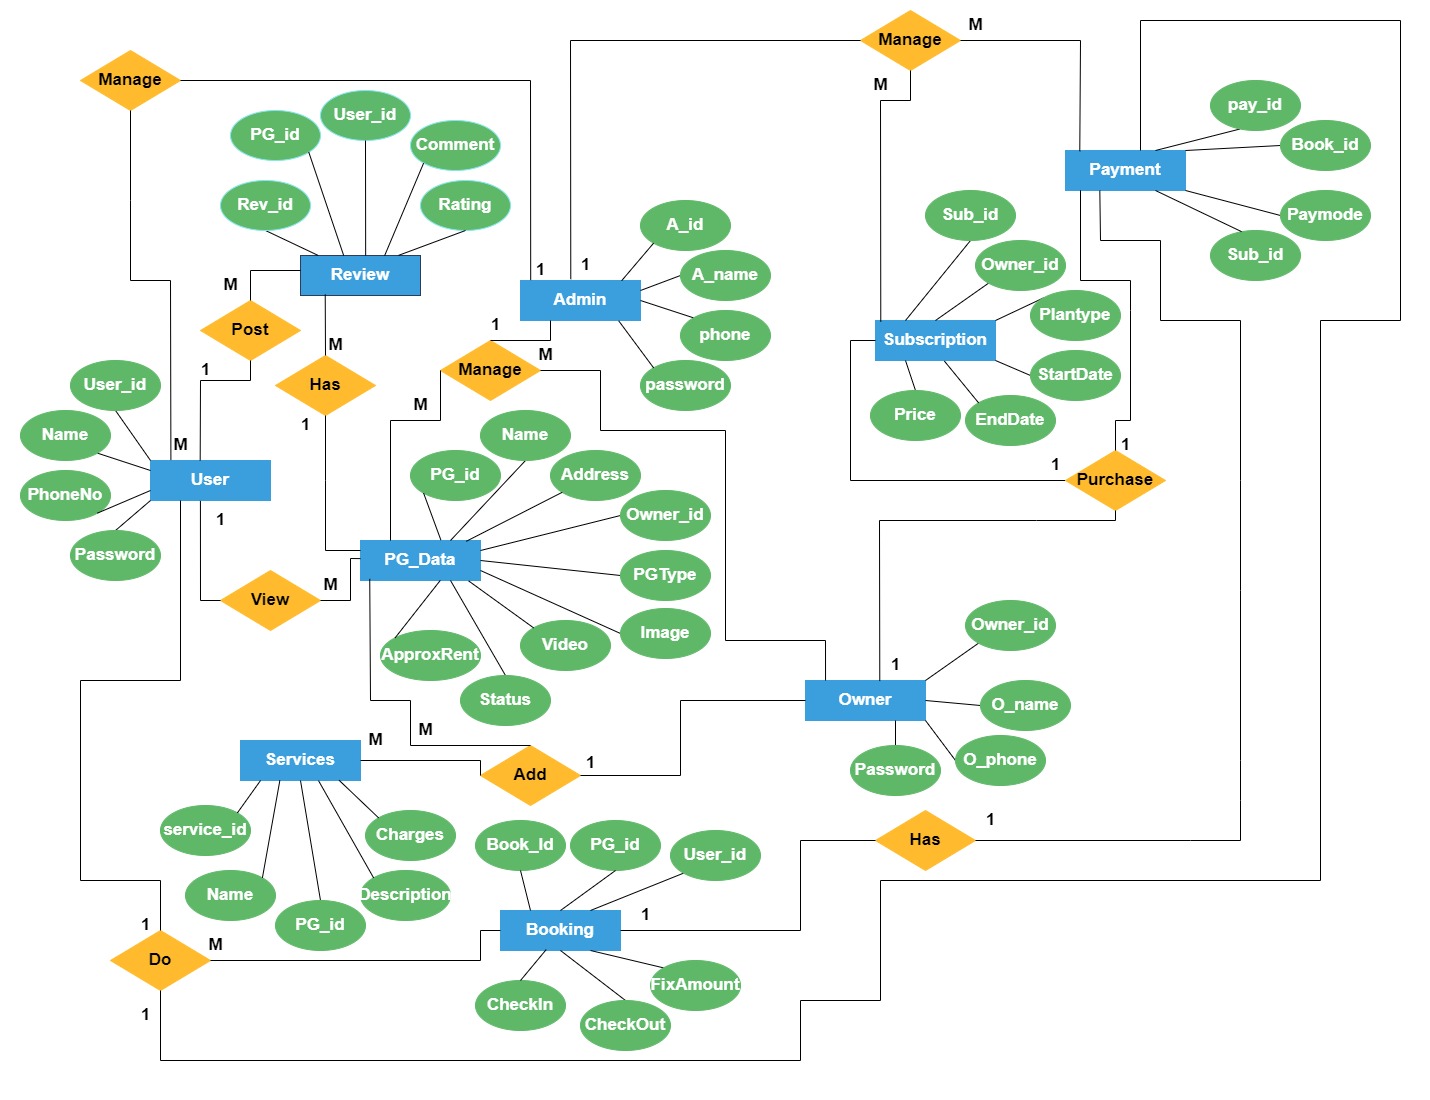 M
Manage
Manage
M
User_id
PG_id
Comment
Rev_id
Rating
Review
M
Post
1
M
Has
1
pay_id
Book_id
Payment
Paymode
Sub_id
Sub_id
Owner_id
Plantype
Subscription
StartDate
Price
EndDate
A_id
A_name
1
1
Admin
phone
password
1
Manage
M
M
User_id
Name
M
User
PhoneNo
Password
1
View
M
Name
PG_id
Address
Owner_id
PG_Data
PGType
Image
Video
ApproxRent
Status
1
1
Purchase
Owner_id
1
Owner
O_name
O_phone
Password
M
M
Services
Add
1
service_id
Charges
Name
Description
PG_id
Book_Id
PG_id
User_id
Has
1
1
Booking
1
M
Do
1
CheckIn
CheckOut
FixAmount